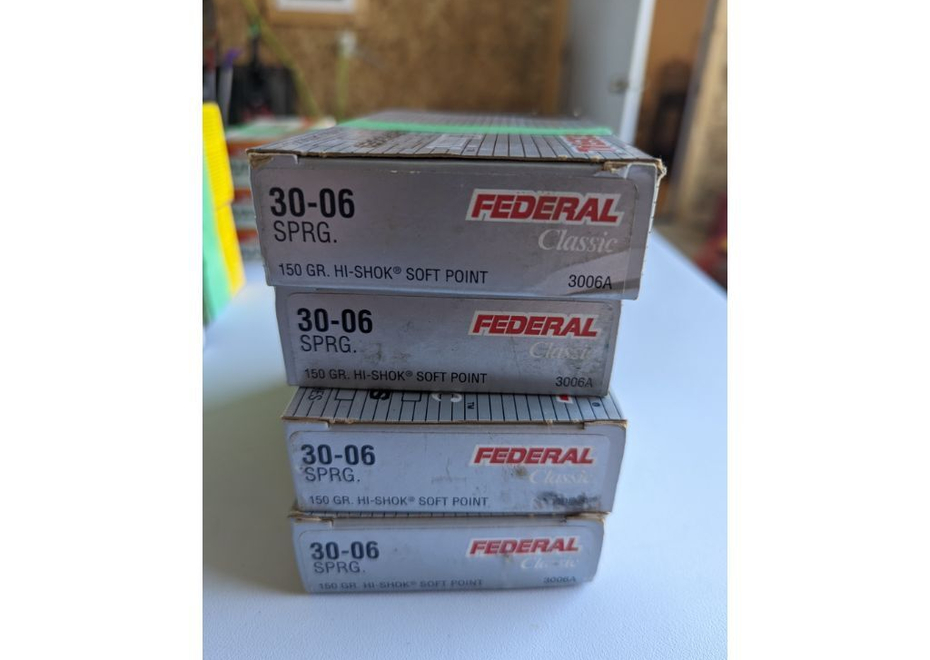 30-06
SPRG.
FEDERAL
Classic
150 GR. HI-SHOK® SOFT POINT
3006A
30-06
SPRG.
FEDERAL
Classic
150 GR. HI-SHOK® SOFT POINT
3006A
30-06
SPRG.
FEDERAL
Classic
150 GR. HI-SHOK® SOFT POINT
30-06
SPRG.
FEDERAL
Classic
150 GR. HI-SHOK® SOFT POINT
3006A